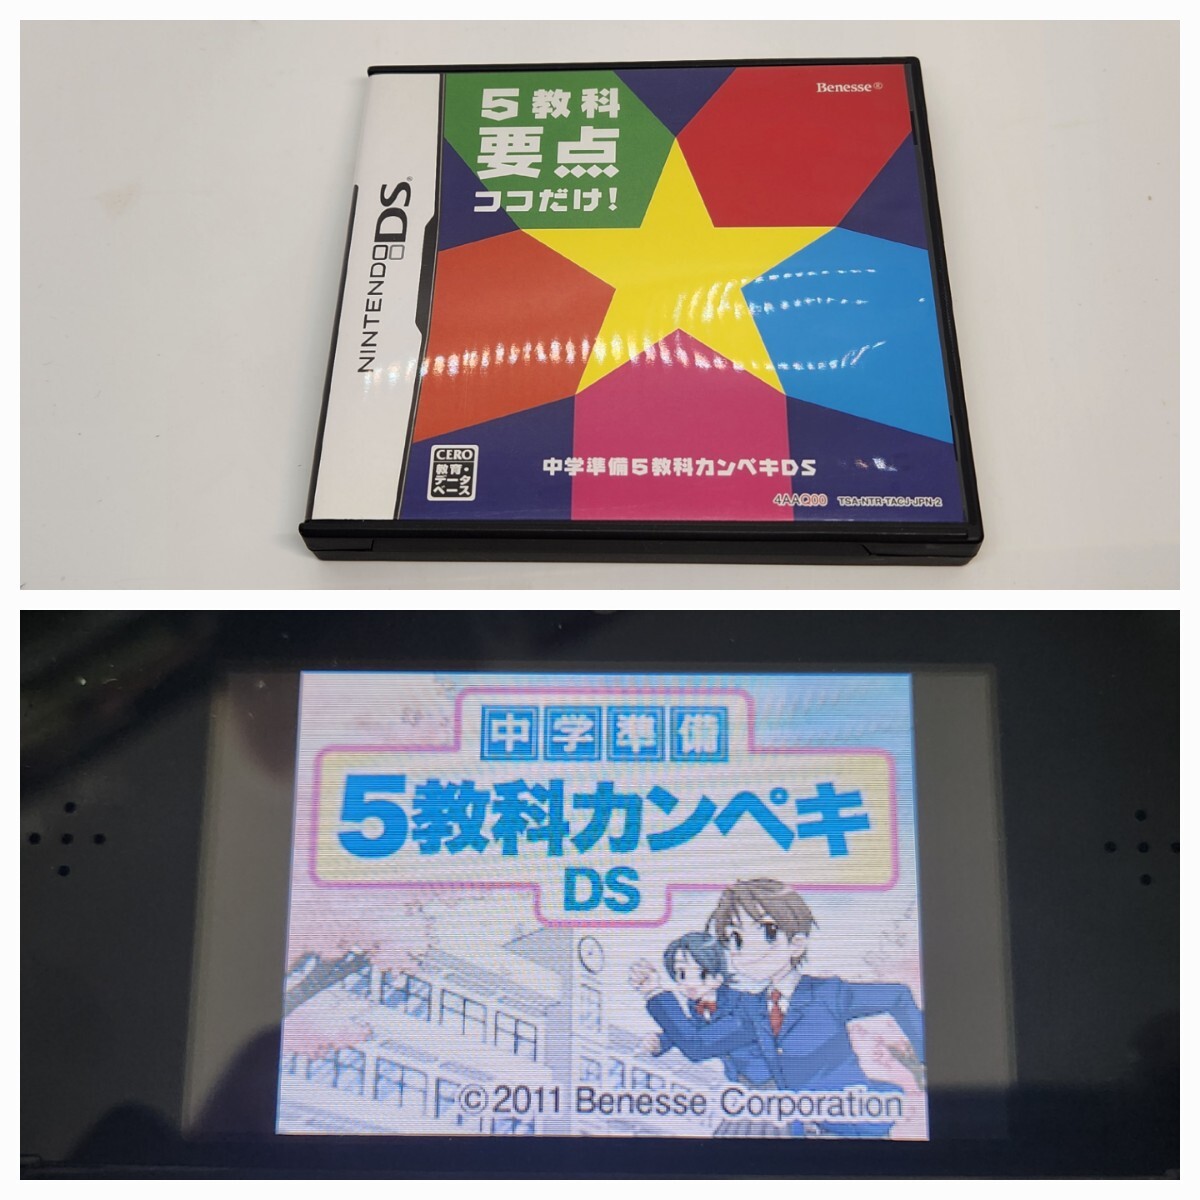 5教科
要点
ココだけ!
Benesse®
NINTENDO DS®
CERO
教育・
データ
ベース
中学準備5教科カンペキDS
4AAQ00 TSA-NTR-TACJ-JPN-2
中学準備
5教科カンペキ
DS
©2011 Benesse Corporation